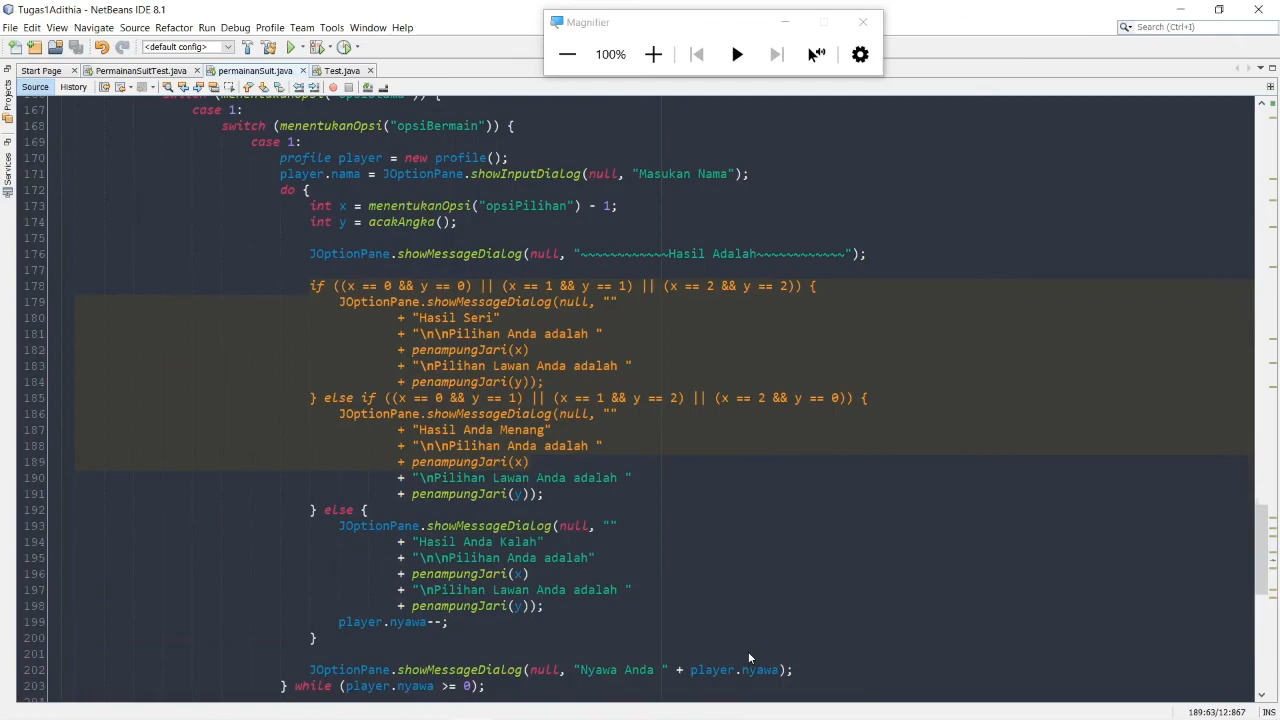 Tugas1Adithia - NetBeans IDE 8.1
File Edit View Navigate Source Refactor Run Debug Profile Team Tools Window Help
Search (Ctrl+I)
Magnifier
100%
<default config>
Start Page PermainanSuitTest.java permainanSuit.java Test.java
Source History
Projects
Services
167 case 1:
168 switch (menentukanOpsi("opsiBermain")) {
169 case 1:
170 profile player = new profile();
171 player.nama = JOptionPane.showInputDialog(null, "Masukan Nama");
172 do {
173 int x = menentukanOpsi("opsiPilihan") - 1;
174 int y = acakAngka();
175
176 JOptionPane.showMessageDialog(null, "~~~~~~~~~~~~Hasil Adalah~~~~~~~~~~~~");
177
178 if ((x == 0 && y == 0) || (x == 1 && y == 1) || (x == 2 && y == 2)) {
179 JOptionPane.showMessageDialog(null, ""
180 + "Hasil Seri"
181 + "\n\nPilihan Anda adalah "
182 + penampungJari(x)
183 + "\nPilihan Lawan Anda adalah "
184 + penampungJari(y));
185 } else if ((x == 0 && y == 1) || (x == 1 && y == 2) || (x == 2 && y == 0)) {
186 JOptionPane.showMessageDialog(null, ""
187 + "Hasil Anda Menang"
188 + "\n\nPilihan Anda adalah "
189 + penampungJari(x)
190 + "\nPilihan Lawan Anda adalah "
191 + penampungJari(y));
192 } else {
193 JOptionPane.showMessageDialog(null, ""
194 + "Hasil Anda Kalah"
195 + "\n\nPilihan Anda adalah"
196 + penampungJari(x)
197 + "\nPilihan Lawan Anda adalah "
198 + penampungJari(y));
199 player.nyawa--;
200 }
201
202 JOptionPane.showMessageDialog(null, "Nyawa Anda " + player.nyawa);
203 } while (player.nyawa >= 0);
189:63/12:867 INS